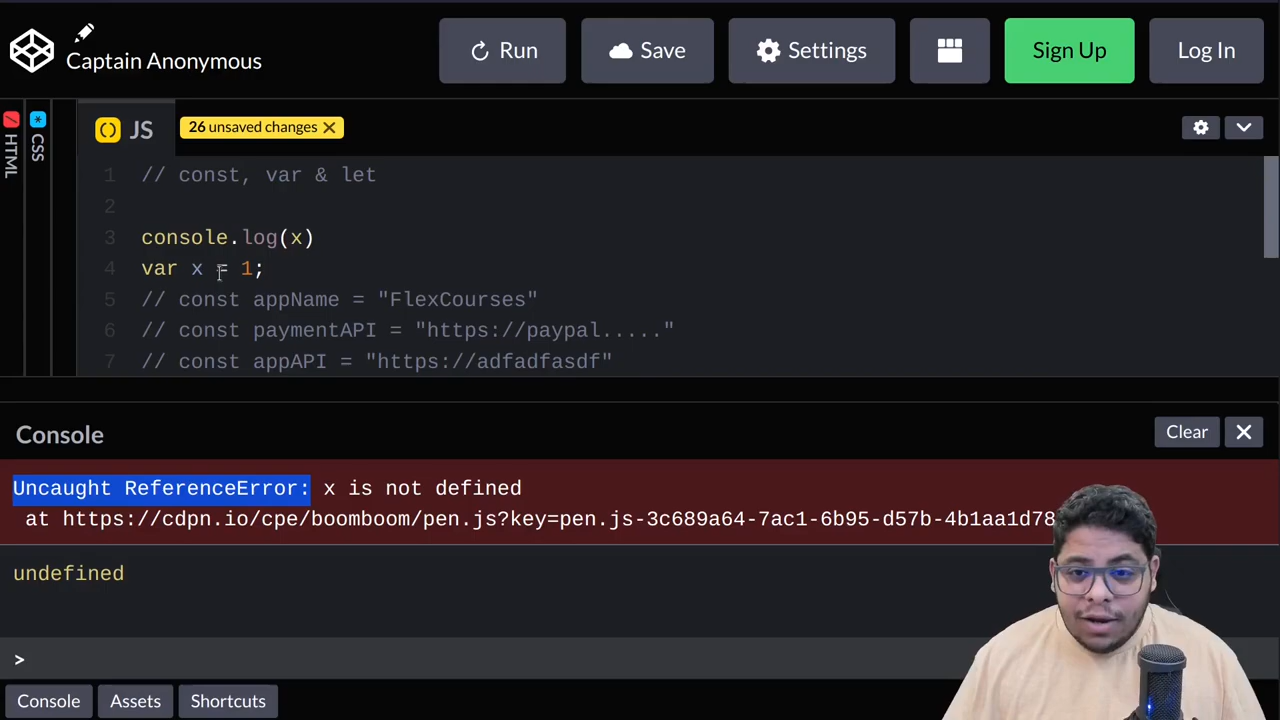 Captain Anonymous
Run
Save
Settings
Sign Up
Log In
HTML
CSS
JS
26 unsaved changes
1 // const, var & let
2
3 console.log(x)
4 var x = 1;
5 // const appName = "FlexCourses"
6 // const paymentAPI = "https://paypal....."
7 // const appAPI = "https://adfadfasdf"
Console
Clear
Uncaught ReferenceError: x is not defined
at https://cdpn.io/cpe/boomboom/pen.js?key=pen.js-3c689a64-7ac1-6b95-d57b-4b1aa1d78
undefined
>
Console
Assets
Shortcuts